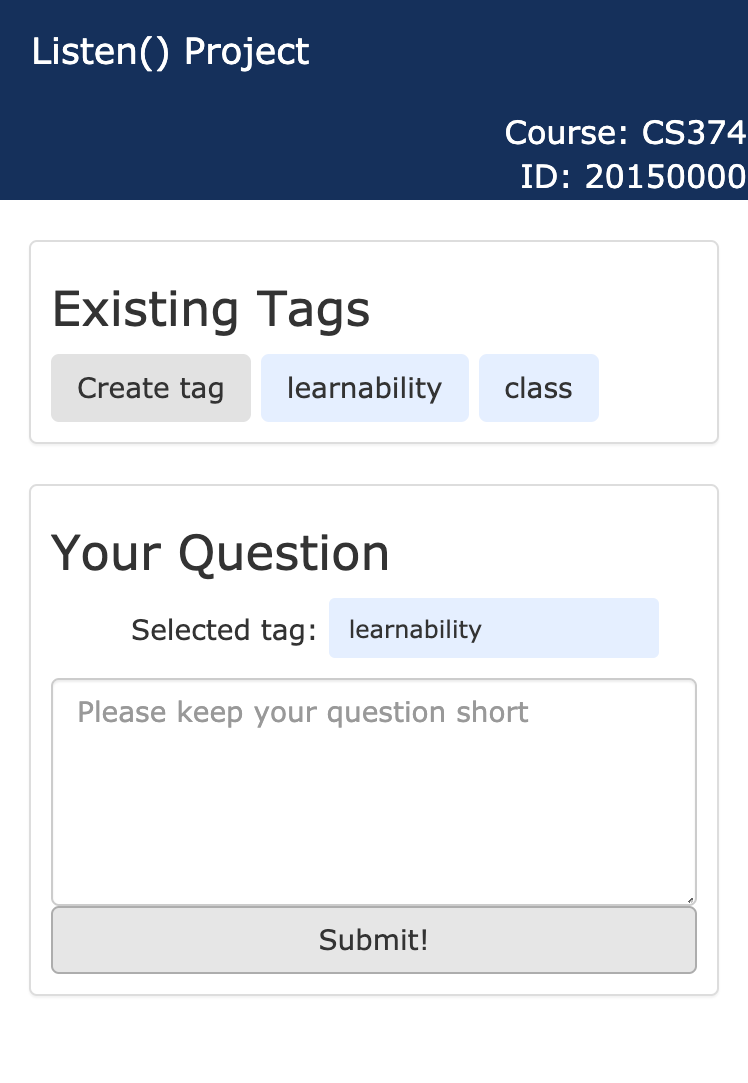 Listen() Project
Course: CS374
ID: 20150000
Existing Tags
Create tag learnability class
Your Question
Selected tag: learnability
Please keep your question short
Submit!